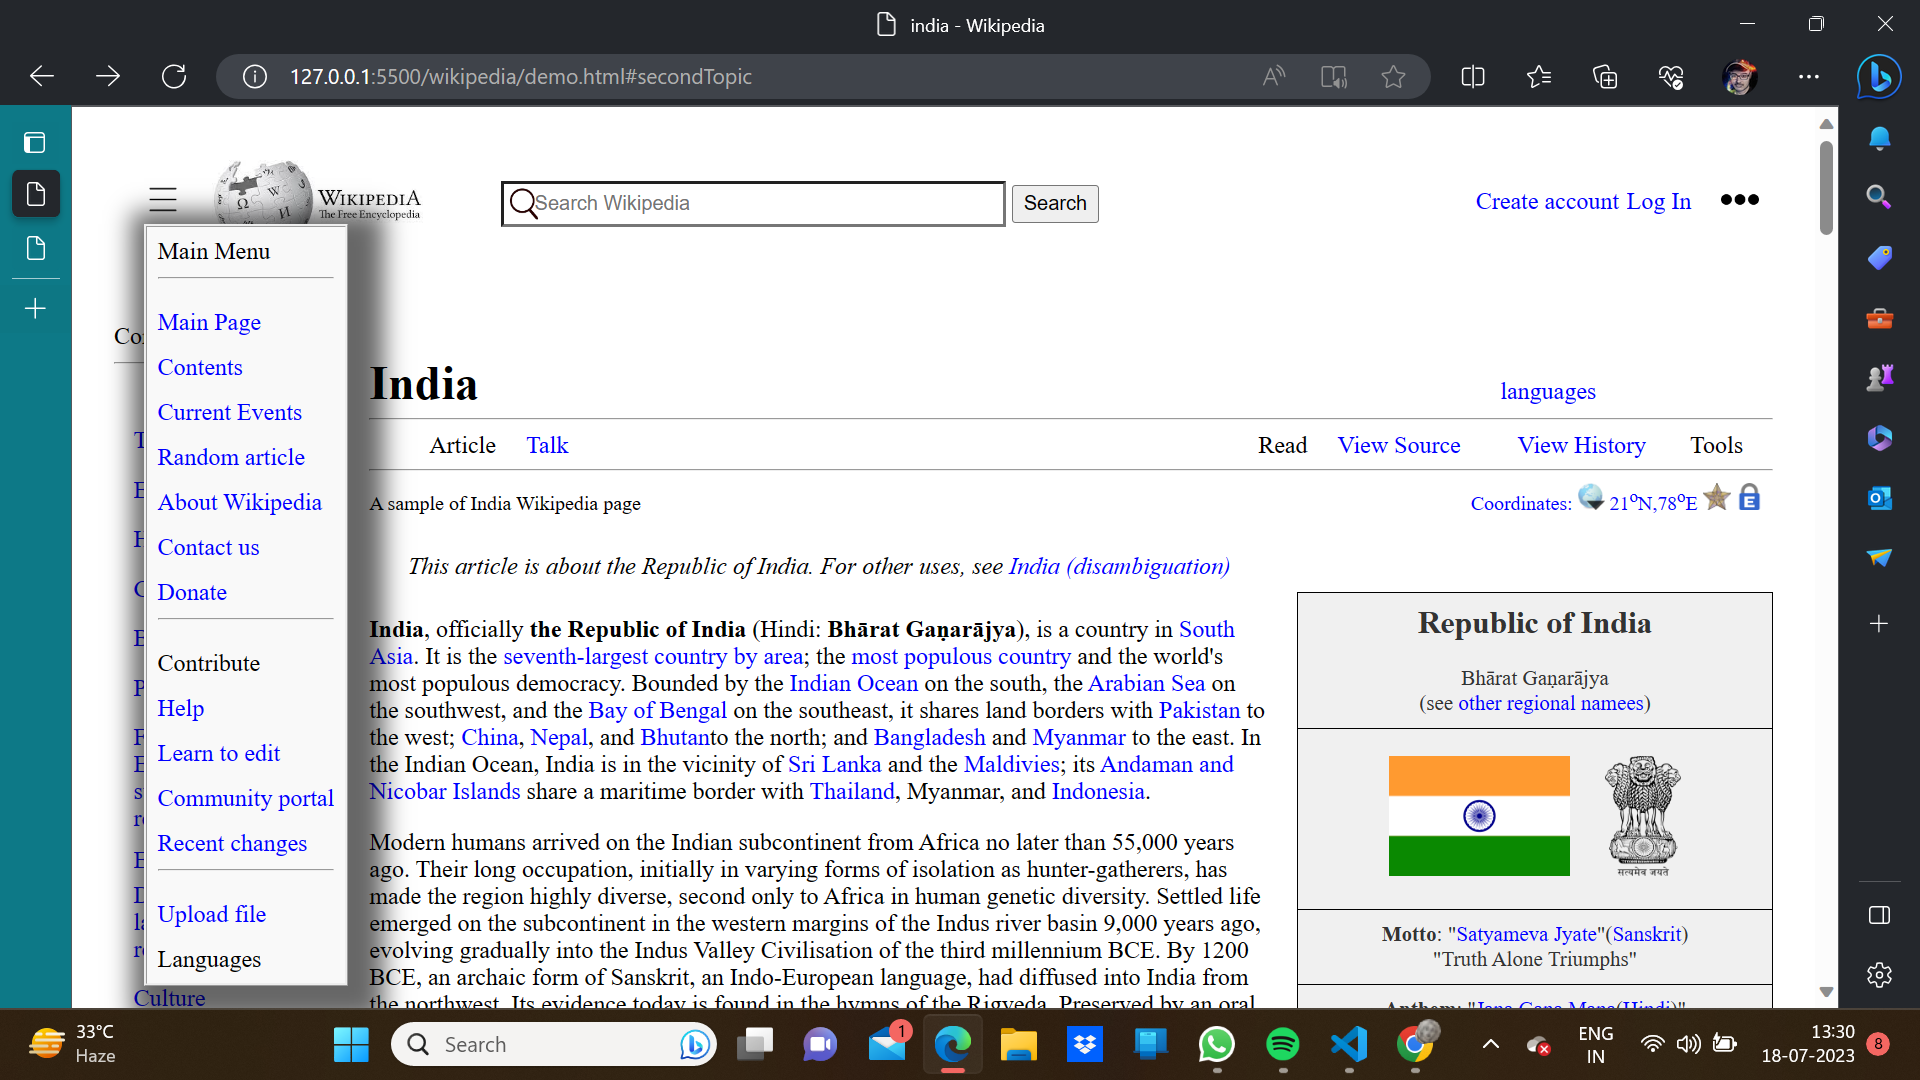 india - Wikipedia
127.0.0.1:5500/wikipedia/demo.html#secondTopic
WIKIPEDIA
The Free Encyclopedia
Search Wikipedia
Search
Create account Log In
Main Menu
Main Page
Contents
Current Events
Random article
About Wikipedia
Contact us
Donate
Contribute
Help
Learn to edit
Community portal
Recent changes
Upload file
Languages
Culture
India
languages
Article Talk
Read View Source View History Tools
A sample of India Wikipedia page
Coordinates: 21ºN,78ºE
This article is about the Republic of India. For other uses, see India (disambiguation)
India, officially the Republic of India (Hindi: Bhārat Gaṇarājya), is a country in South
Asia. It is the seventh-largest country by area; the most populous country and the world's
most populous democracy. Bounded by the Indian Ocean on the south, the Arabian Sea on
the southwest, and the Bay of Bengal on the southeast, it shares land borders with Pakistan to
the west; China, Nepal, and Bhutanto the north; and Bangladesh and Myanmar to the east. In
the Indian Ocean, India is in the vicinity of Sri Lanka and the Maldivies; its Andaman and
Nicobar Islands share a maritime border with Thailand, Myanmar, and Indonesia.
Modern humans arrived on the Indian subcontinent from Africa no later than 55,000 years
ago. Their long occupation, initially in varying forms of isolation as hunter-gatherers, has
made the region highly diverse, second only to Africa in human genetic diversity. Settled life
emerged on the subcontinent in the western margins of the Indus river basin 9,000 years ago,
evolving gradually into the Indus Valley Civilisation of the third millennium BCE. By 1200
BCE, an archaic form of Sanskrit, an Indo-European language, had diffused into India from
the northwest. Its evidence today is found in the hymns of the Rigveda. Preserved by an oral
Republic of India
Bhārat Gaṇarājya
(see other regional namees)
सत्यमेव जयते
Motto: "Satyameva Jyate"(Sanskrit)
"Truth Alone Triumphs"
Anthem: "Jana Gana Mana(Hindi)"
33°C
Haze
Search
1
ENG
IN
13:30
18-07-2023
8